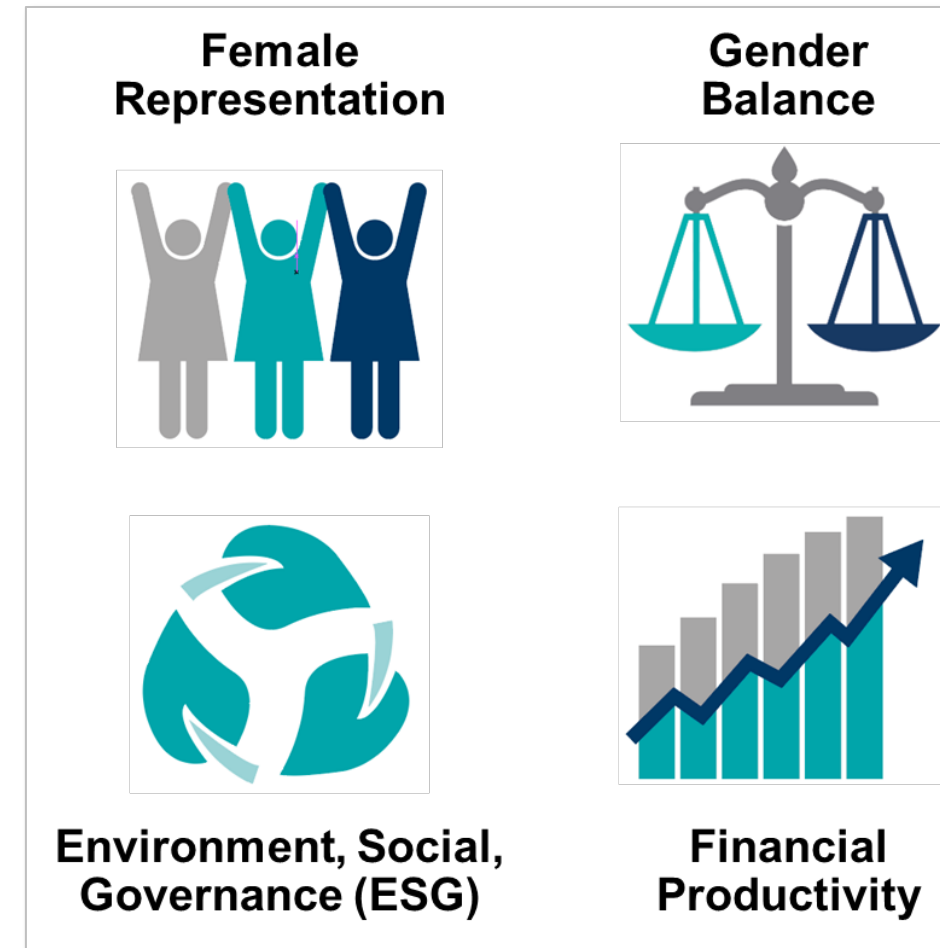 Female
Representation
Gender
Balance
Environment, Social,
Governance (ESG)
Financial
Productivity